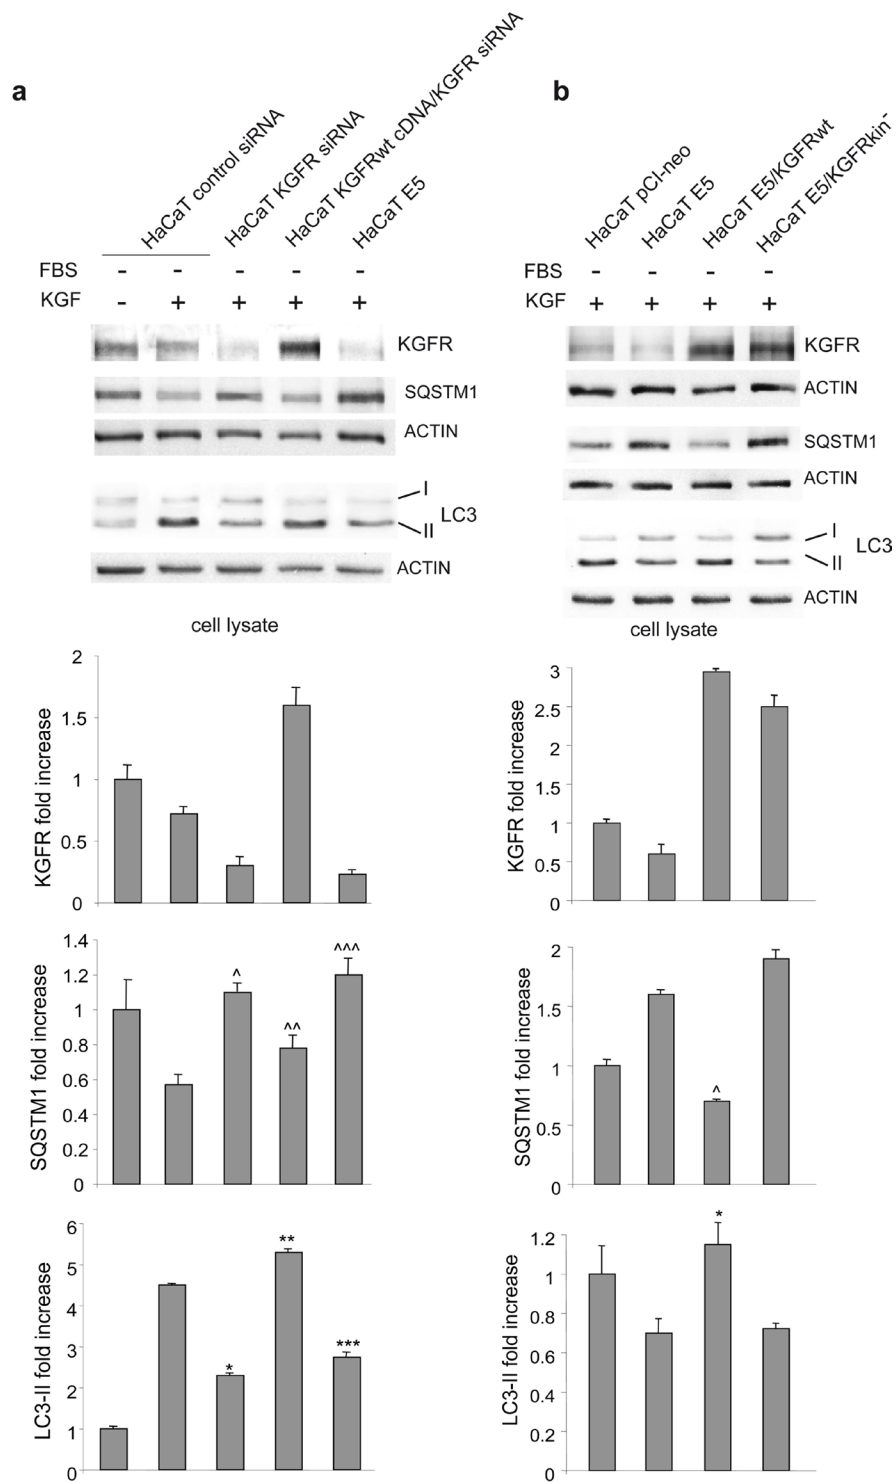 a
HaCaT control siRNA
HaCaT KGFR siRNA
HaCaT KGFRwt cDNA/KGFR siRNA
HaCaT E5
FBS - - - - -
KGF - + + + +
KGFR
SQSTM1
ACTIN
I
LC3
II
ACTIN
cell lysate
2
1.5
1
0.5
0
KGFR fold increase
1.4
1.2
1
0.8
0.6
0.4
0.2
0
SQSTM1 fold increase
^
^^
^^^
6
5
4
3
2
1
0
LC3-II fold increase
*
**
***
b
HaCaT pCI-neo
HaCaT E5
HaCaT E5/KGFRwt
HaCaT E5/KGFRkin-
FBS - - - -
KGF + + + +
KGFR
ACTIN
SQSTM1
ACTIN
I
LC3
II
ACTIN
cell lysate
3
2.5
2
1
0.5
0
KGFR fold increase
2
1.5
1
0.5
0
SQSTM1 fold increase
^
1.2
1
0.8
0.6
0.4
0.2
0
LC3-II fold increase
*